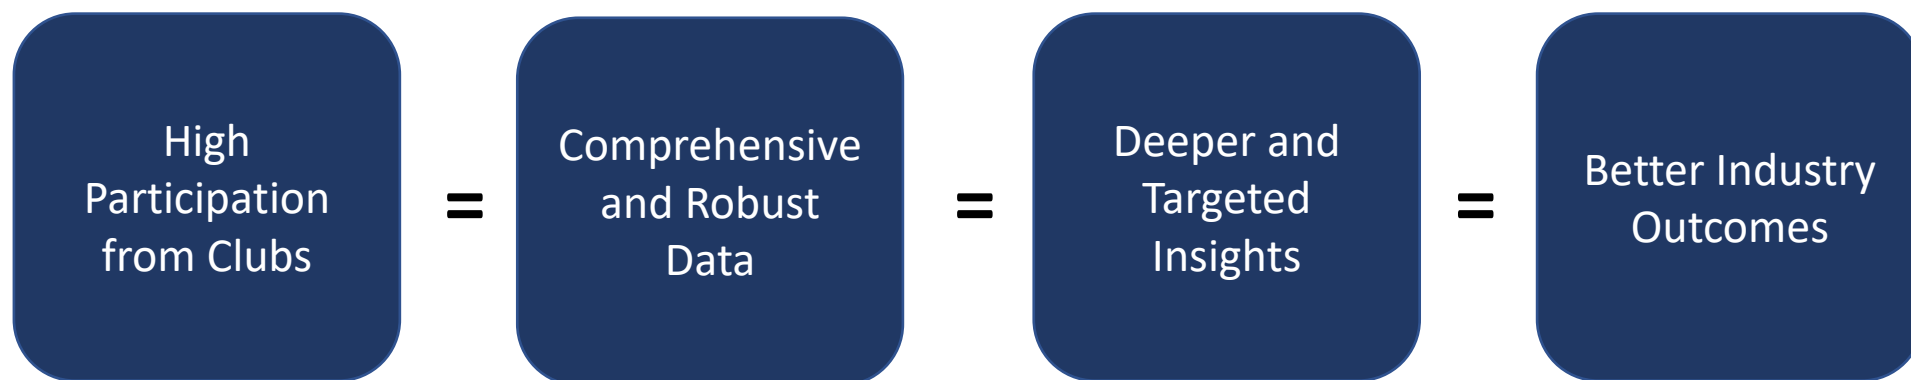 High
Participation
from Clubs
=
Comprehensive
and Robust
Data
=
Deeper and
Targeted
Insights
=
Better Industry
Outcomes